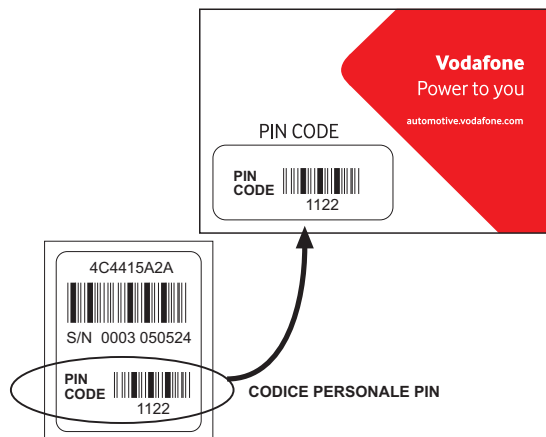 Vodafone
Power to you
automotive.vodafone.com
PIN CODE
PIN
CODE
1122
4C4415A2A
S/N 0003 050524
PIN
CODE
1122
CODICE PERSONALE PIN